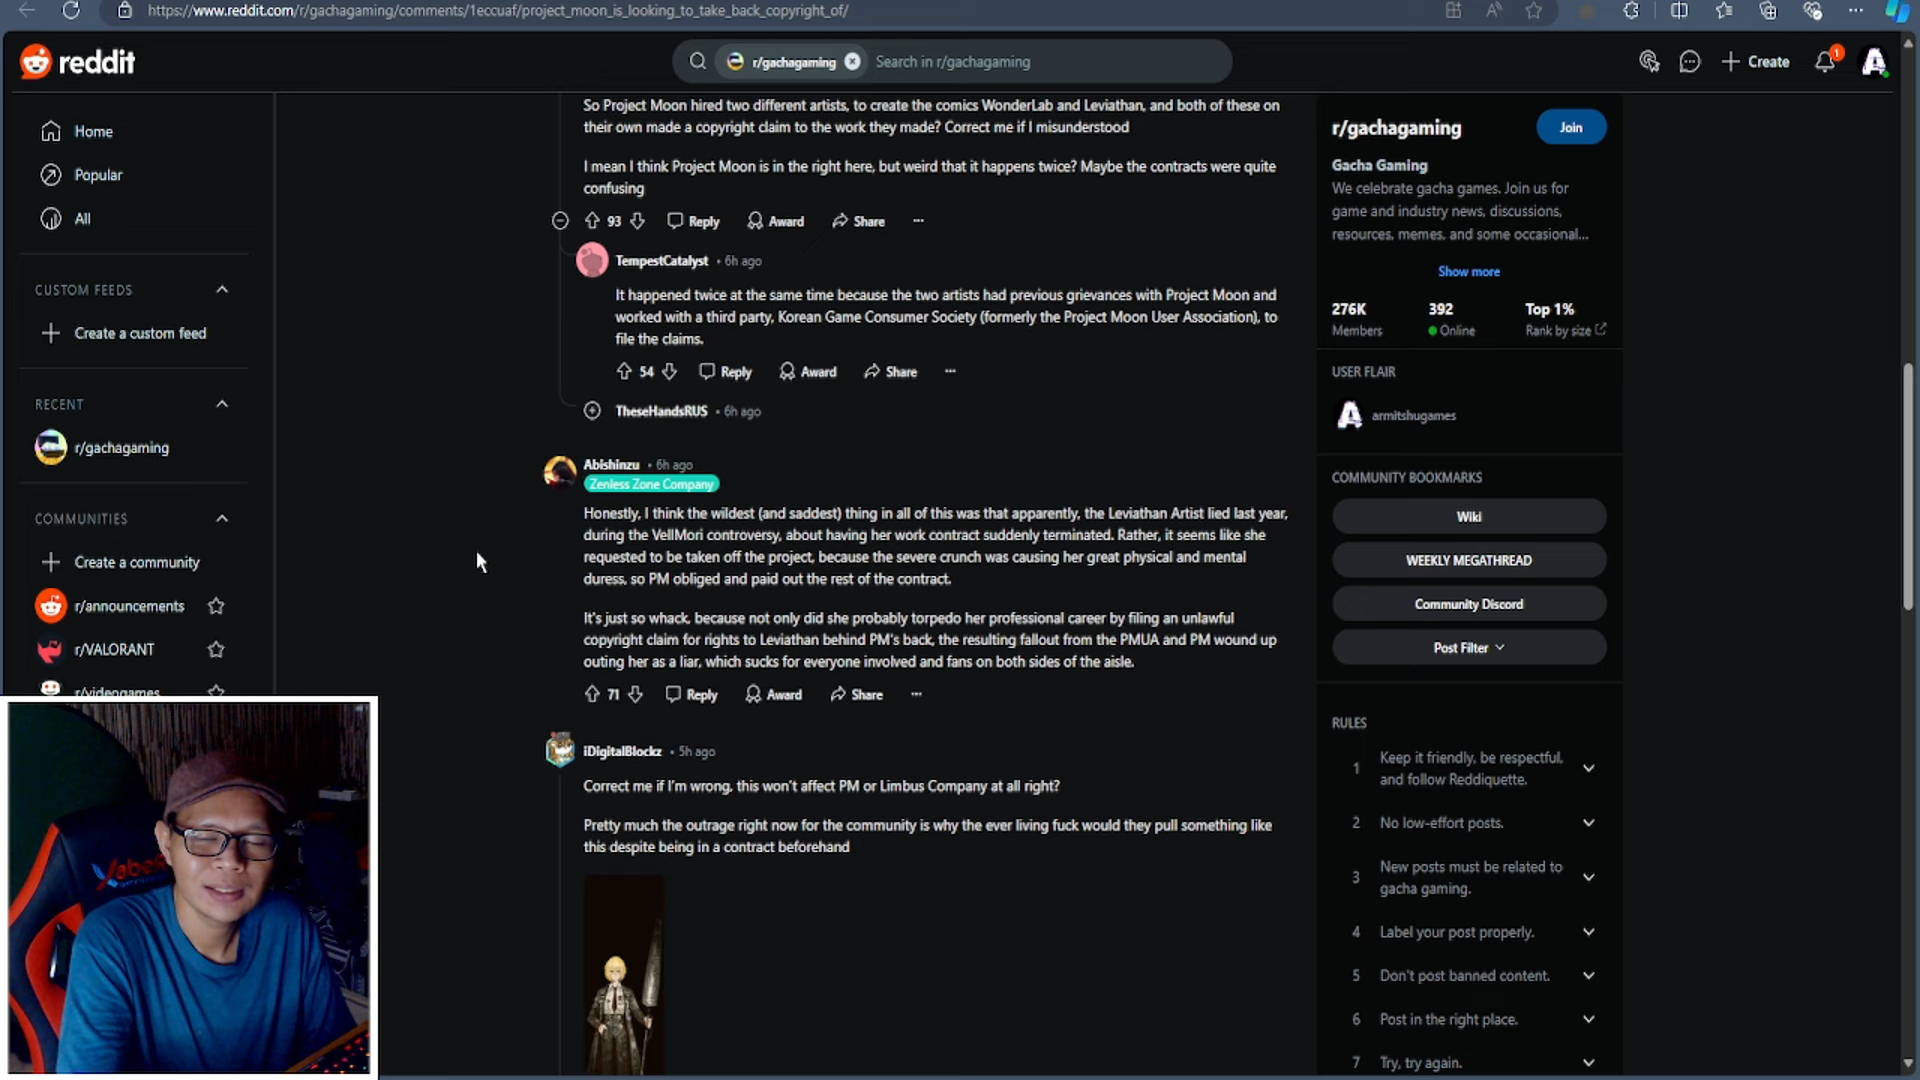 https://www.reddit.com/r/gachagaming/comments/1eccuaf/project_moon_is_looking_to_take_back_copyright_of/
reddit
r/gachagaming
Search in r/gachagaming
Create
1
Home
Popular
All
CUSTOM FEEDS
Create a custom feed
RECENT
r/gachagaming
COMMUNITIES
Create a community
r/announcements
r/VALORANT
r/videogames
So Project Moon hired two different artists, to create the comics WonderLab and Leviathan, and both of these on
their own made a copyright claim to the work they made? Correct me if I misunderstood
I mean I think Project Moon is in the right here, but weird that it happens twice? Maybe the contracts were quite
confusing
93 Reply Award Share ...
TempestCatalyst • 6h ago
It happened twice at the same time because the two artists had previous grievances with Project Moon and
worked with a third party, Korean Game Consumer Society (formerly the Project Moon User Association), to
file the claims.
54 Reply Award Share ...
TheseHandsRUS • 6h ago
Abishinzu • 6h ago
Zenless Zone Company
Honestly, I think the wildest (and saddest) thing in all of this was that apparently, the Leviathan Artist lied last year,
during the VellMori controversy, about having her work contract suddenly terminated. Rather, it seems like she
requested to be taken off the project, because the severe crunch was causing her great physical and mental
duress, so PM obliged and paid out the rest of the contract.
It's just so whack, because not only did she probably torpedo her professional career by filing an unlawful
copyright claim for rights to Leviathan behind PM's back, the resulting fallout from the PMUA and PM wound up
outing her as a liar, which sucks for everyone involved and fans on both sides of the aisle.
71 Reply Award Share ...
iDigitalBlockz • 5h ago
Correct me if I'm wrong, this won't affect PM or Limbus Company at all right?
Pretty much the outrage right now for the community is why the ever living fuck would they pull something like
this despite being in a contract beforehand
r/gachagaming
Join
Gacha Gaming
We celebrate gacha games. Join us for
game and industry news, discussions,
resources, memes, and some occasional...
Show more
276K 392 Top 1%
Members Online Rank by size
USER FLAIR
armitshugames
COMMUNITY BOOKMARKS
Wiki
WEEKLY MEGATHREAD
Community Discord
Post Filter
RULES
1 Keep it friendly, be respectful,
and follow Reddiquette.
2 No low-effort posts.
3 New posts must be related to
gacha gaming.
4 Label your post properly.
5 Don't post banned content.
6 Post in the right place.
7 Try, try again.